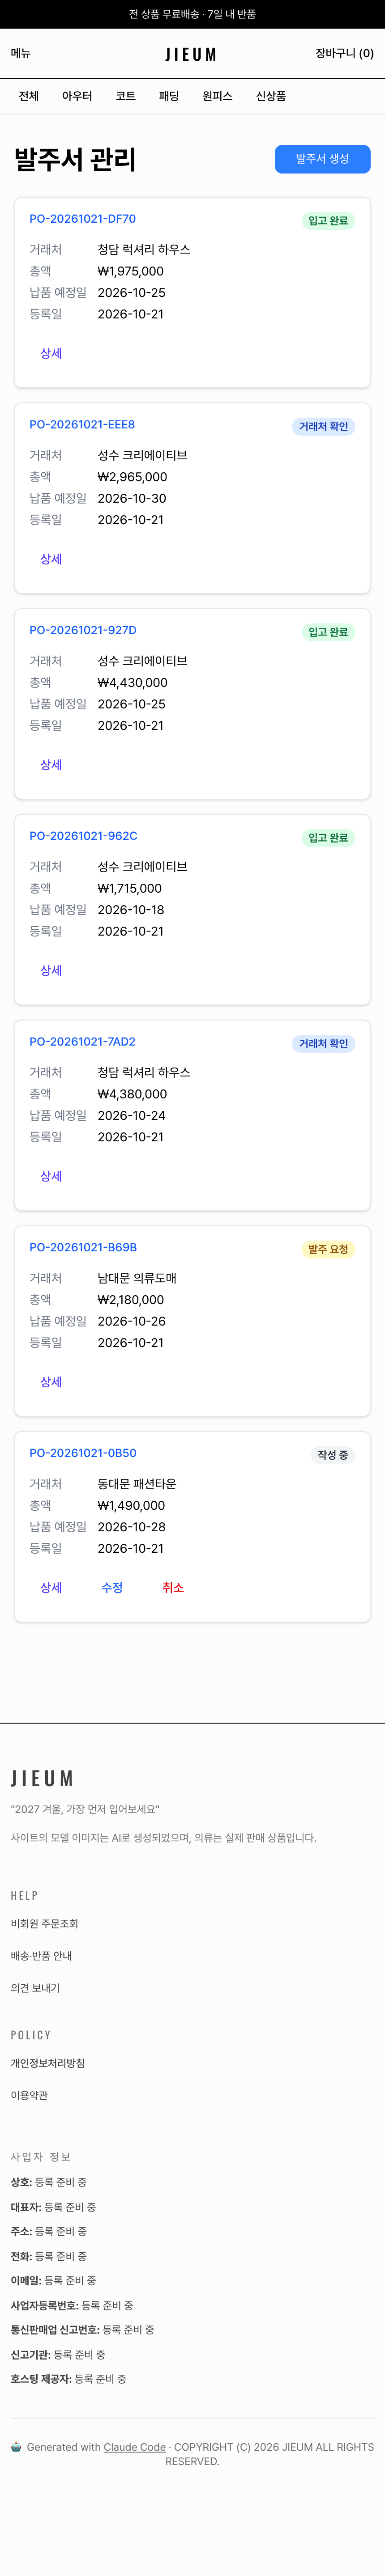 전 상품 무료배송 · 7일 내 반품
메뉴
JIEUM
장바구니 (0)
전체 아우터 코트 패딩 원피스 신상품
발주서 관리
발주서 생성
PO-20261021-DF70
입고 완료
거래처 청담 럭셔리 하우스
총액 ₩1,975,000
납품 예정일 2026-10-25
등록일 2026-10-21
상세
PO-20261021-EEE8
거래처 확인
거래처 성수 크리에이티브
총액 ₩2,965,000
납품 예정일 2026-10-30
등록일 2026-10-21
상세
PO-20261021-927D
입고 완료
거래처 성수 크리에이티브
총액 ₩4,430,000
납품 예정일 2026-10-25
등록일 2026-10-21
상세
PO-20261021-962C
입고 완료
거래처 성수 크리에이티브
총액 ₩1,715,000
납품 예정일 2026-10-18
등록일 2026-10-21
상세
PO-20261021-7AD2
거래처 확인
거래처 청담 럭셔리 하우스
총액 ₩4,380,000
납품 예정일 2026-10-24
등록일 2026-10-21
상세
PO-20261021-B69B
발주 요청
거래처 남대문 의류도매
총액 ₩2,180,000
납품 예정일 2026-10-26
등록일 2026-10-21
상세
PO-20261021-0B50
작성 중
거래처 동대문 패션타운
총액 ₩1,490,000
납품 예정일 2026-10-28
등록일 2026-10-21
상세 수정 취소
JIEUM
"2027 겨울, 가장 먼저 입어보세요"
사이트의 모델 이미지는 AI로 생성되었으며, 의류는 실제 판매 상품입니다.
HELP
비회원 주문조회
배송·반품 안내
의견 보내기
POLICY
개인정보처리방침
이용약관
사업자 정보
상호: 등록 준비 중
대표자: 등록 준비 중
주소: 등록 준비 중
전화: 등록 준비 중
이메일: 등록 준비 중
사업자등록번호: 등록 준비 중
통신판매업 신고번호: 등록 준비 중
신고기관: 등록 준비 중
호스팅 제공자: 등록 준비 중
Generated with Claude Code · COPYRIGHT (C) 2026 JIEUM ALL RIGHTS
RESERVED.